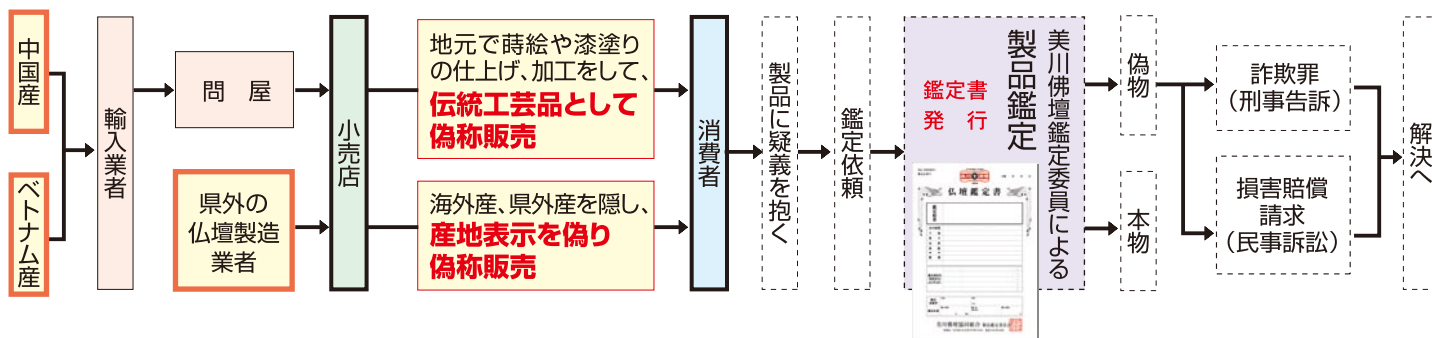 中国産
ベトナム産
輸入業者
問　屋
県外の
仏壇製造
業者
小売店
地元で蒔絵や漆塗り
の仕上げ、加工をして、
伝統工芸品として
偽称販売
海外産、県外産を隠し、
産地表示を偽り
偽称販売
消費者
製品に疑義を抱く
鑑定依頼
美川佛壇鑑定委員による
製品鑑定
鑑定書
発　行
仏壇鑑定書
偽物
本物
詐欺罪
（刑事告訴）
損害賠償
請求
（民事訴訟）
解決へ